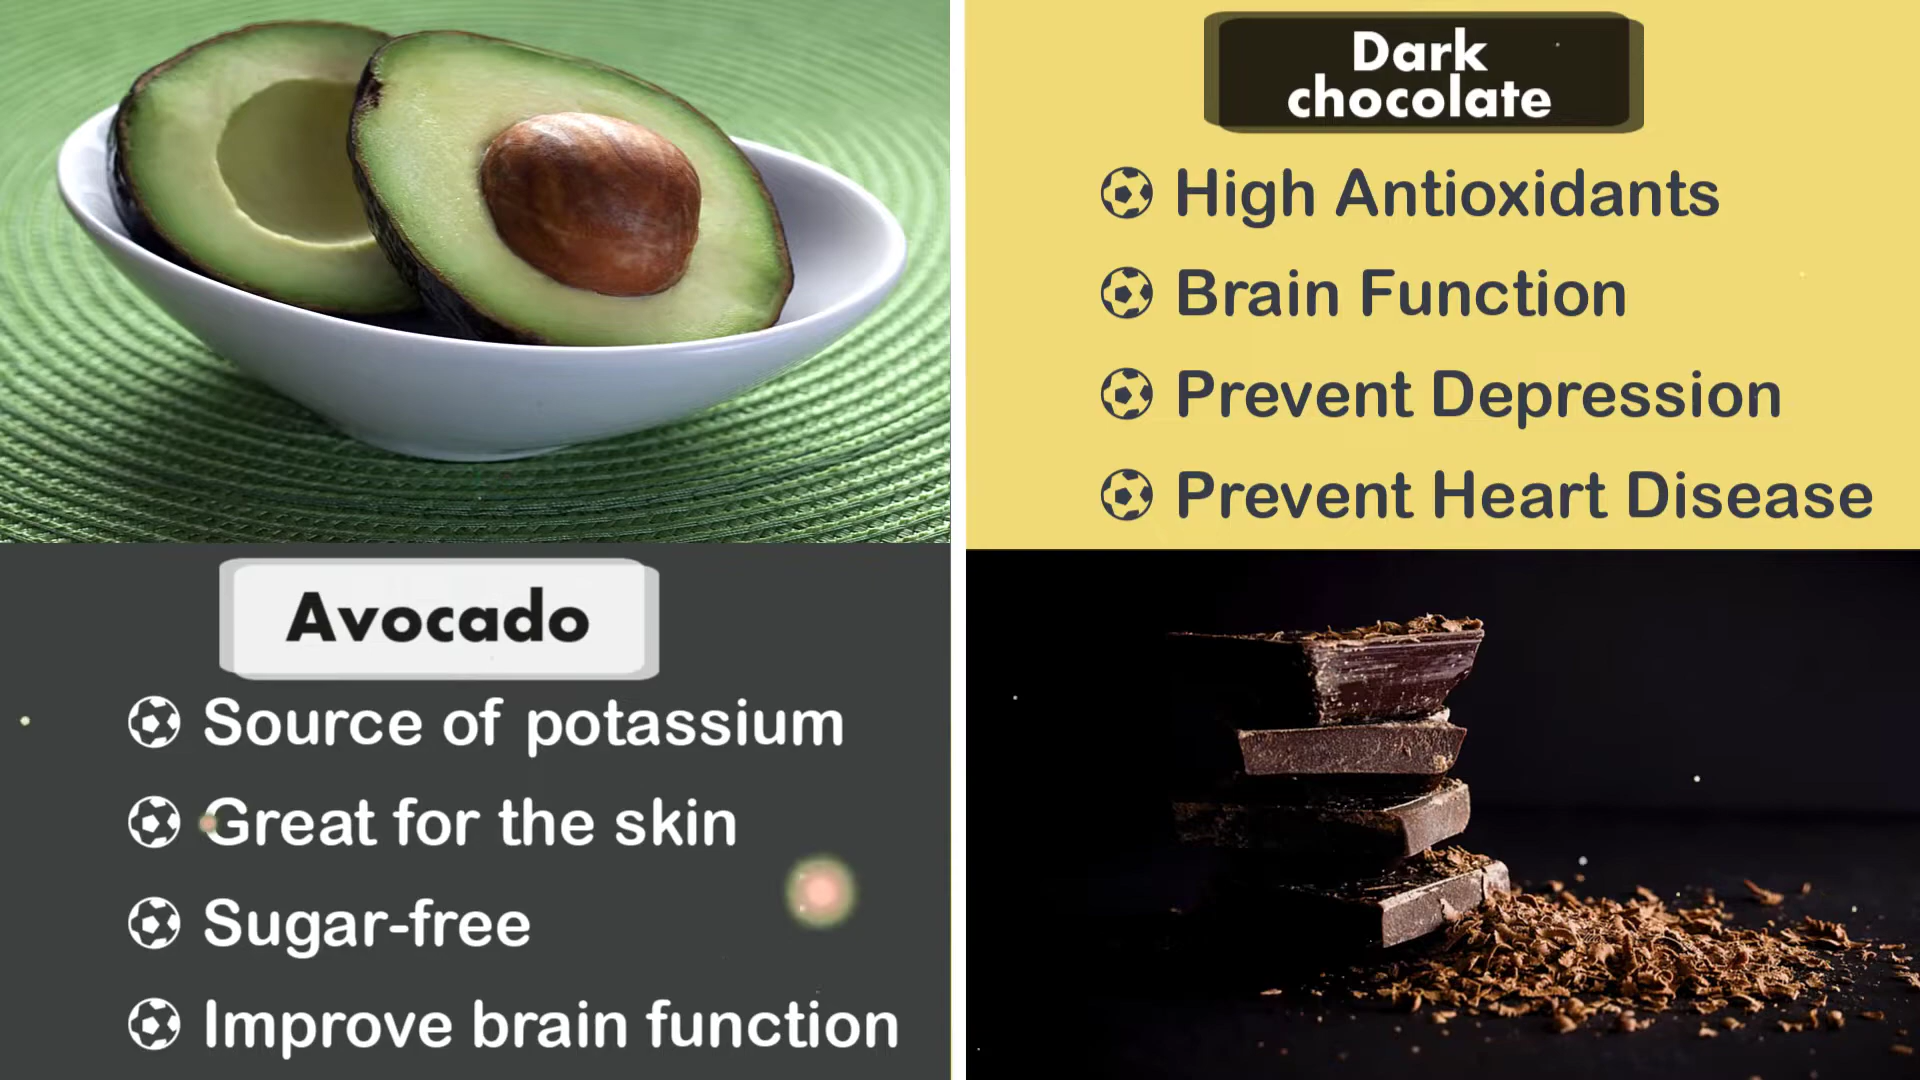 Avocado
Source of potassium
Great for the skin
Sugar-free
Improve brain function
Dark
chocolate
High Antioxidants
Brain Function
Prevent Depression
Prevent Heart Disease